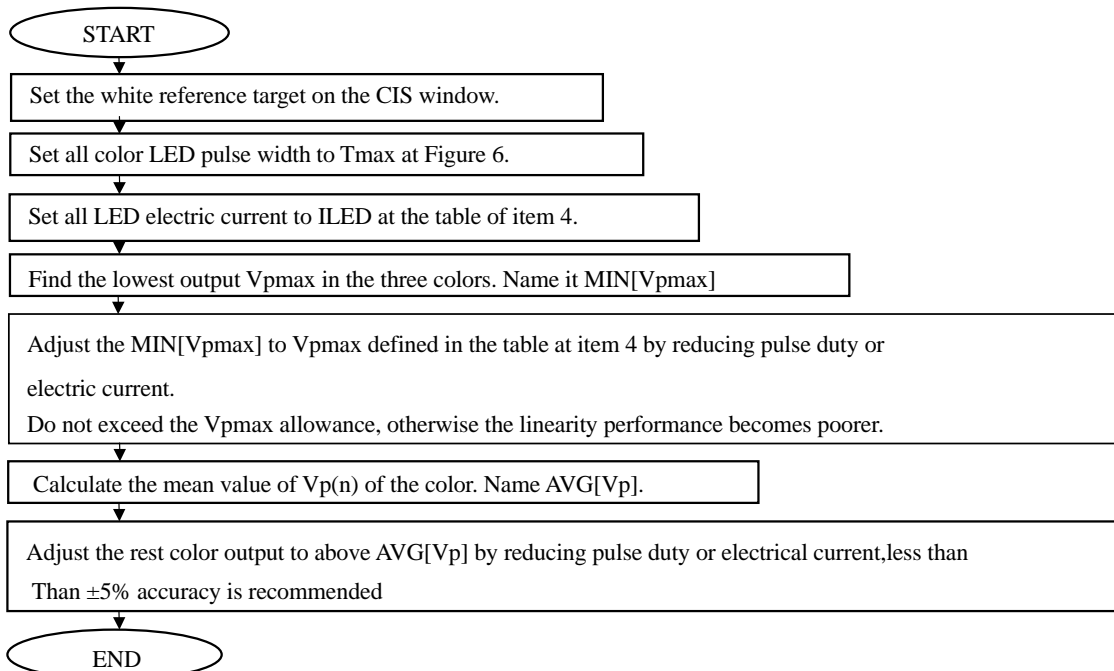 START
Set the white reference target on the CIS window.
Set all color LED pulse width to Tmax at Figure 6.
Set all LED electric current to ILED at the table of item 4.
Find the lowest output Vpmax in the three colors. Name it MIN[Vpmax]
Adjust the MIN[Vpmax] to Vpmax defined in the table at item 4 by reducing pulse duty or
electric current.
Do not exceed the Vpmax allowance, otherwise the linearity performance becomes poorer.
Calculate the mean value of Vp(n) of the color. Name AVG[Vp].
Adjust the rest color output to above AVG[Vp] by reducing pulse duty or electrical current,less than
Than ±5% accuracy is recommended
END